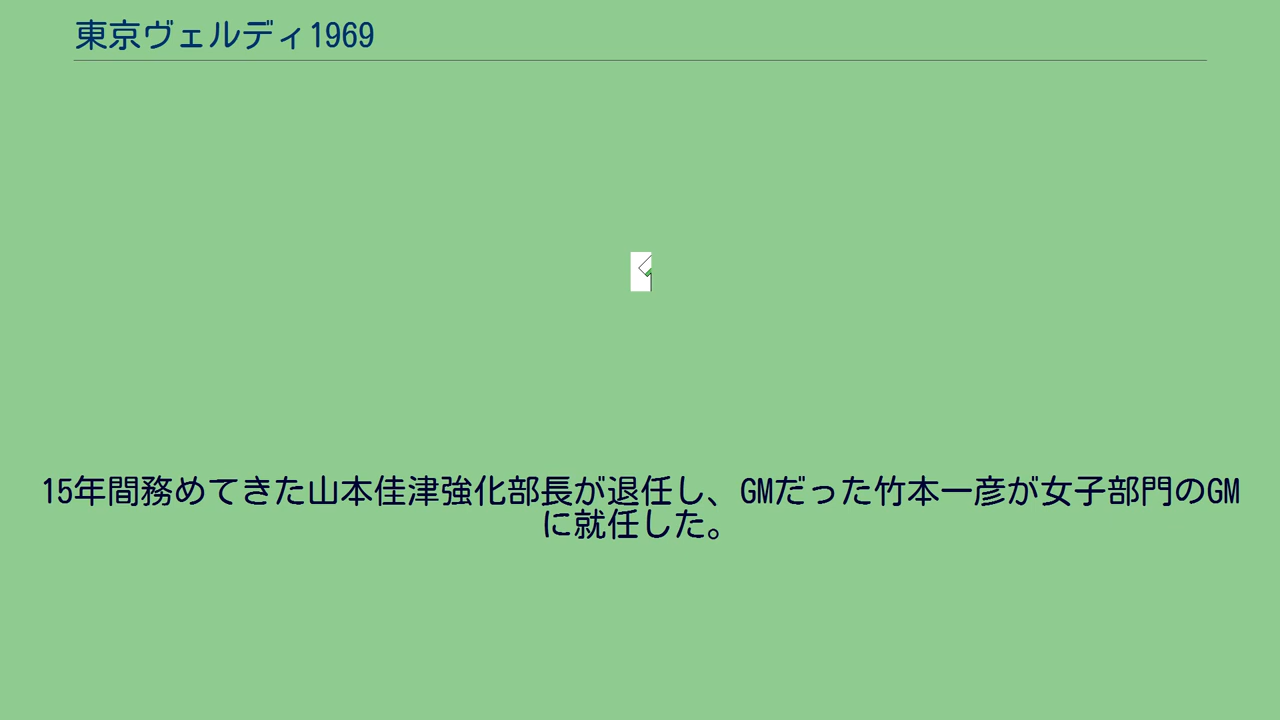 東京ヴェルディ1969
15年間務めてきた山本佳津強化部長が退任し、GMだった竹本一彦が女子部門のGM
に就任した。